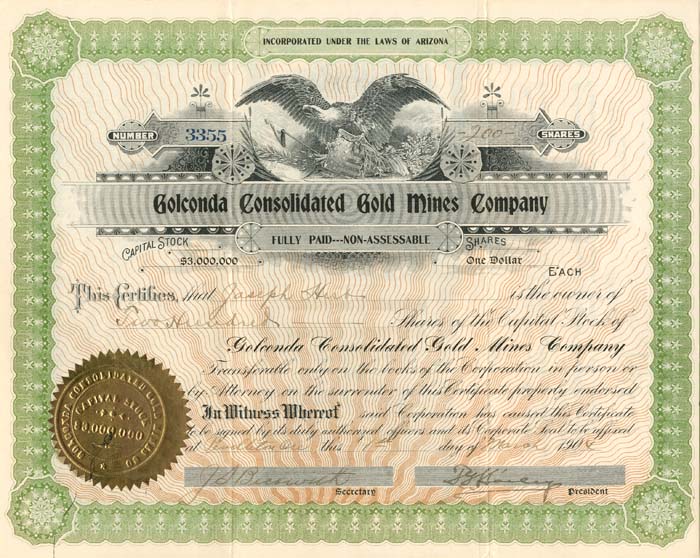 INCORPORATED UNDER THE LAWS OF ARIZONA
NUMBER 3355 -200- SHARES
Golconda Consolidated Gold Mines Company
CAPITAL STOCK FULLY PAID---NON-ASSESSABLE SHARES
$3,000,000 One Dollar EACH
This Certifies, that Joseph is the owner of
Two Hundred Shares of the Capital Stock of
Golconda Consolidated Gold Mines Company
Transferable only on the books of the Corporation in person or
by Attorney on the surrender of this Certificate properly endorsed
In Witness Whereof said Corporation has caused this Certificate
to be signed by its duly authorized officers and its Corporate Seal to be affixed
at this day of March 190
GOLCONDA CONSOLIDATED GOLD MINES CO
CAPITAL STOCK
$3,000,000
Secretary President